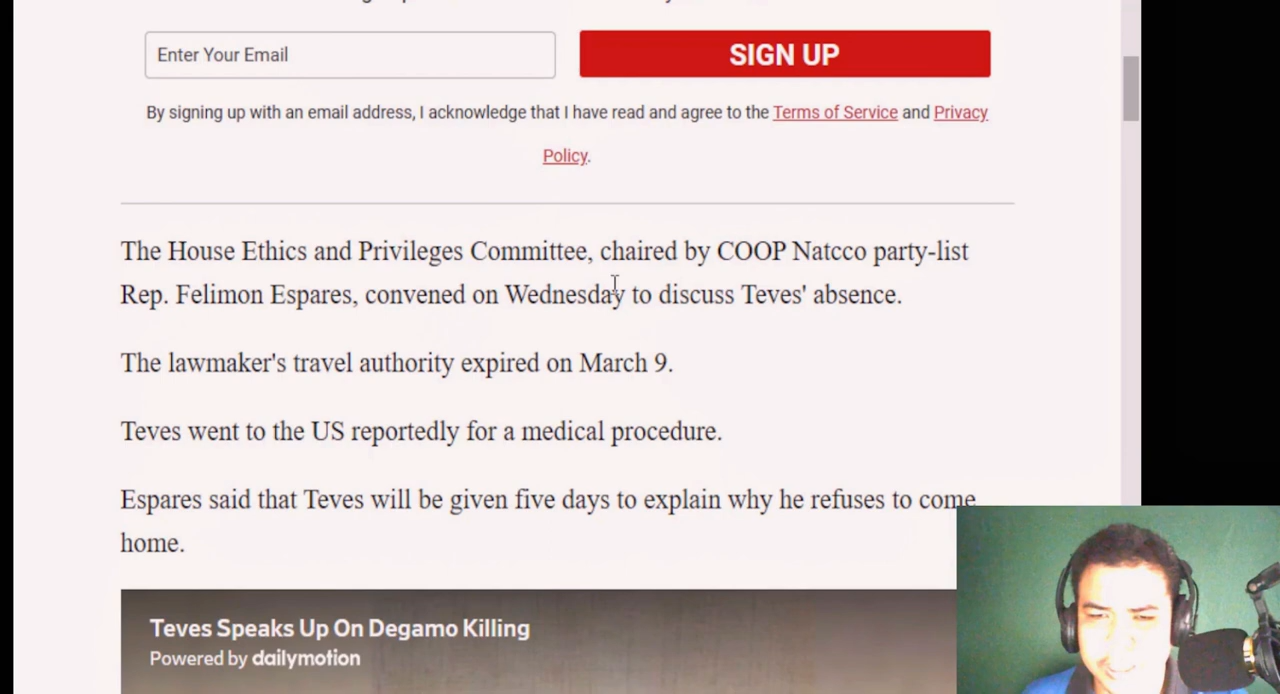 Enter Your Email
SIGN UP
By signing up with an email address, I acknowledge that I have read and agree to the Terms of Service and Privacy
Policy.
The House Ethics and Privileges Committee, chaired by COOP Natcco party-list
Rep. Felimon Espares, convened on Wednesday to discuss Teves' absence.
The lawmaker's travel authority expired on March 9.
Teves went to the US reportedly for a medical procedure.
Espares said that Teves will be given five days to explain why he refuses to come
home.
Teves Speaks Up On Degamo Killing
Powered by dailymotion